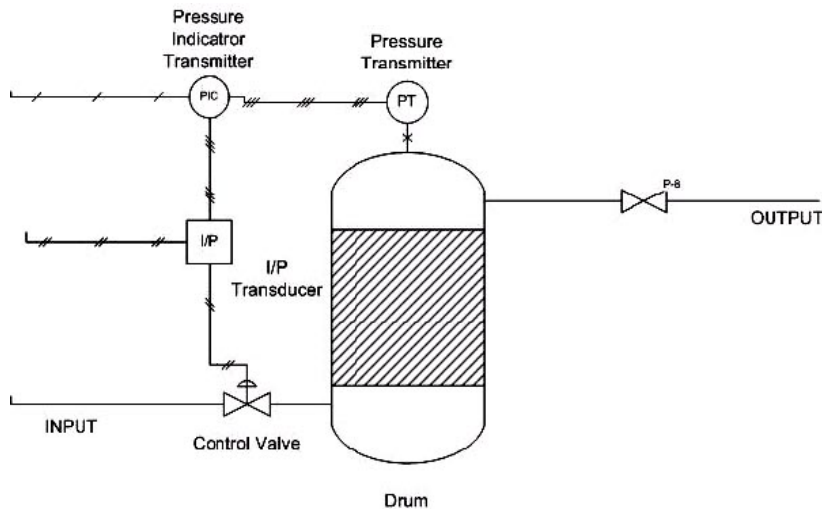 Pressure
Indicatror
Transmitter
Pressure
Transmitter
PIC
PT
P-8
OUTPUT
I/P
I/P
Transducer
INPUT
Control Valve
Drum